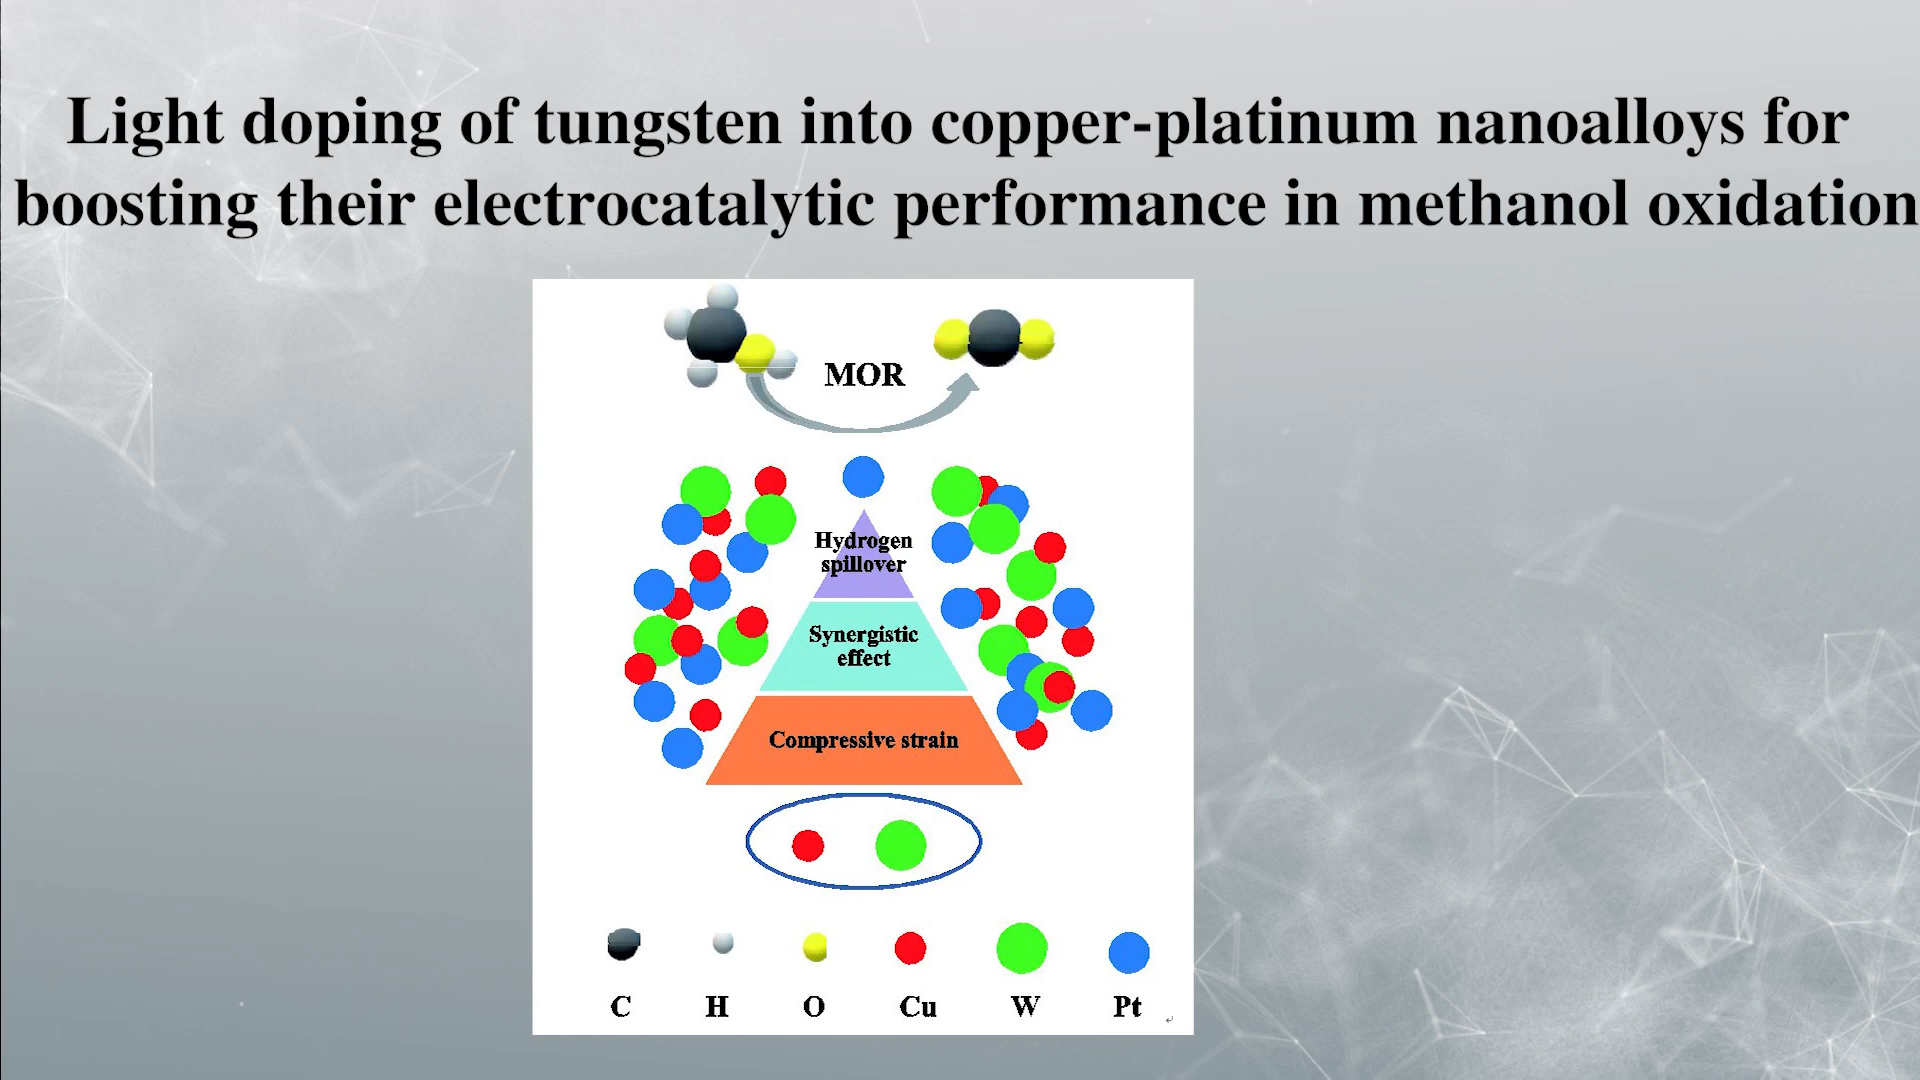 Light doping of tungsten into copper-platinum nanoalloys for
boosting their electrocatalytic performance in methanol oxidation
MOR
Hydrogen
spillover
Synergistic
effect
Compressive strain
C H O Cu W Pt